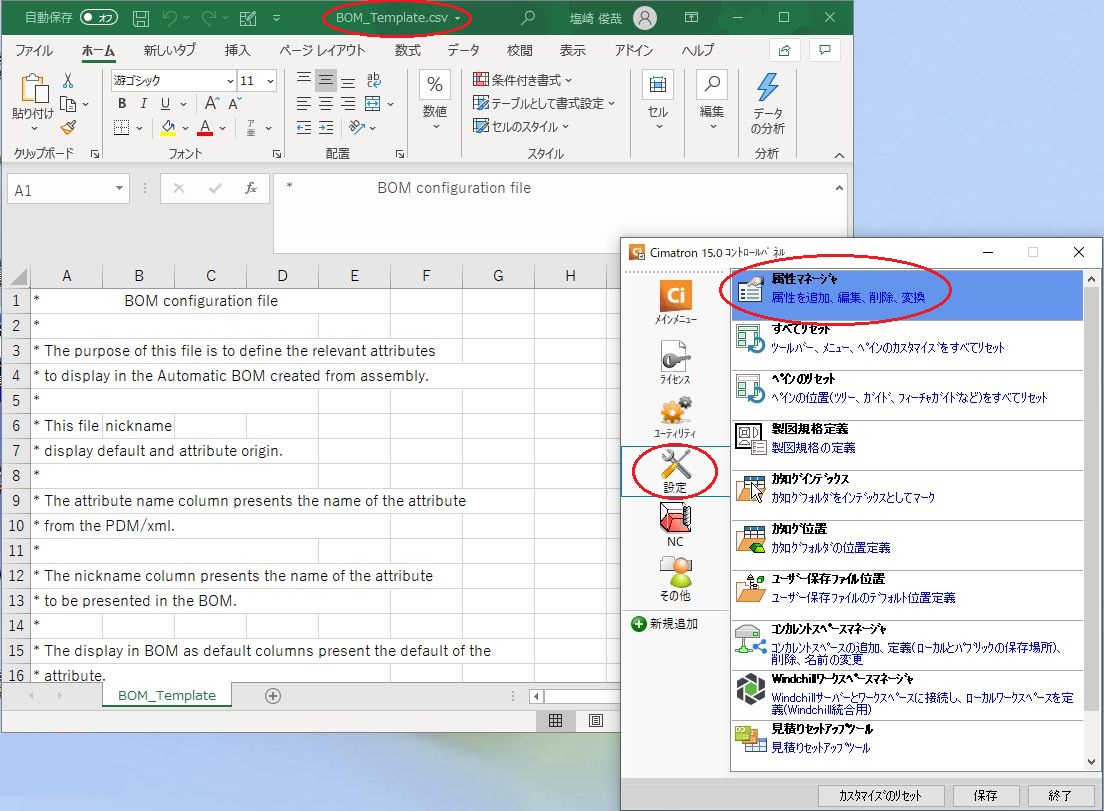 自動保存 オフ BOM_Template.csv 塩崎 俊哉
ファイル ホーム 新しいタブ 挿入 ページ レイアウト 数式 データ 校閲 表示 アドイン ヘルプ
貼り付け
クリップボード
游ゴシック 11
B I U A A
A
フォント
ab
配置
%
数値
条件付き書式
テーブルとして書式設定
セルのスタイル
スタイル
セル
編集
データ
の分析
分析
A1 fx * BOM configuration file
A B C D E F G H
1 * BOM configuration file
2 *
3 * The purpose of this file is to define the relevant attributes
4 * to display in the Automatic BOM created from assembly.
5 *
6 * This file nickname
7 * display default and attribute origin.
8 *
9 * The attribute name column presents the name of the attribute
10 * from the PDM/xml.
11 *
12 * The nickname column presents the name of the attribute
13 * to be presented in the BOM.
14 *
15 * The display in BOM as default columns present the default of the
16 * attribute.
BOM_Template
Cimatron 15.0 コントロールパネル
Ci
メインメニュー
ライセンス
ユーティリティ
設定
NC
その他
新規追加
属性マネージャ
属性を追加、編集、削除、変換
すべてリセット
ツールバー、メニュー、ペインのカスタマイズをすべてリセット
ペインのリセット
ペインの位置(ツリー、ガイド、フィーチャガイドなど)をすべてリセット
製図規格定義
製図規格の定義
カタログインデックス
カタログフォルダをインデックスとしてマーク
カタログ位置
カタログフォルダの位置定義
ユーザー保存ファイル位置
ユーザー保存ファイルのデフォルト位置定義
コンカレントスペースマネージャ
コンカレントスペースの追加、定義(ローカルとパブリックの保存場所)、
削除、名前の変更
Windchillワークスペースマネージャ
Windchillサーバーとワークスペースに接続し、ローカルワークスペースを定
義(Windchill統合用)
見積りセットアップツール
見積りセットアップツール
カスタマイズのリセット 保存 終了